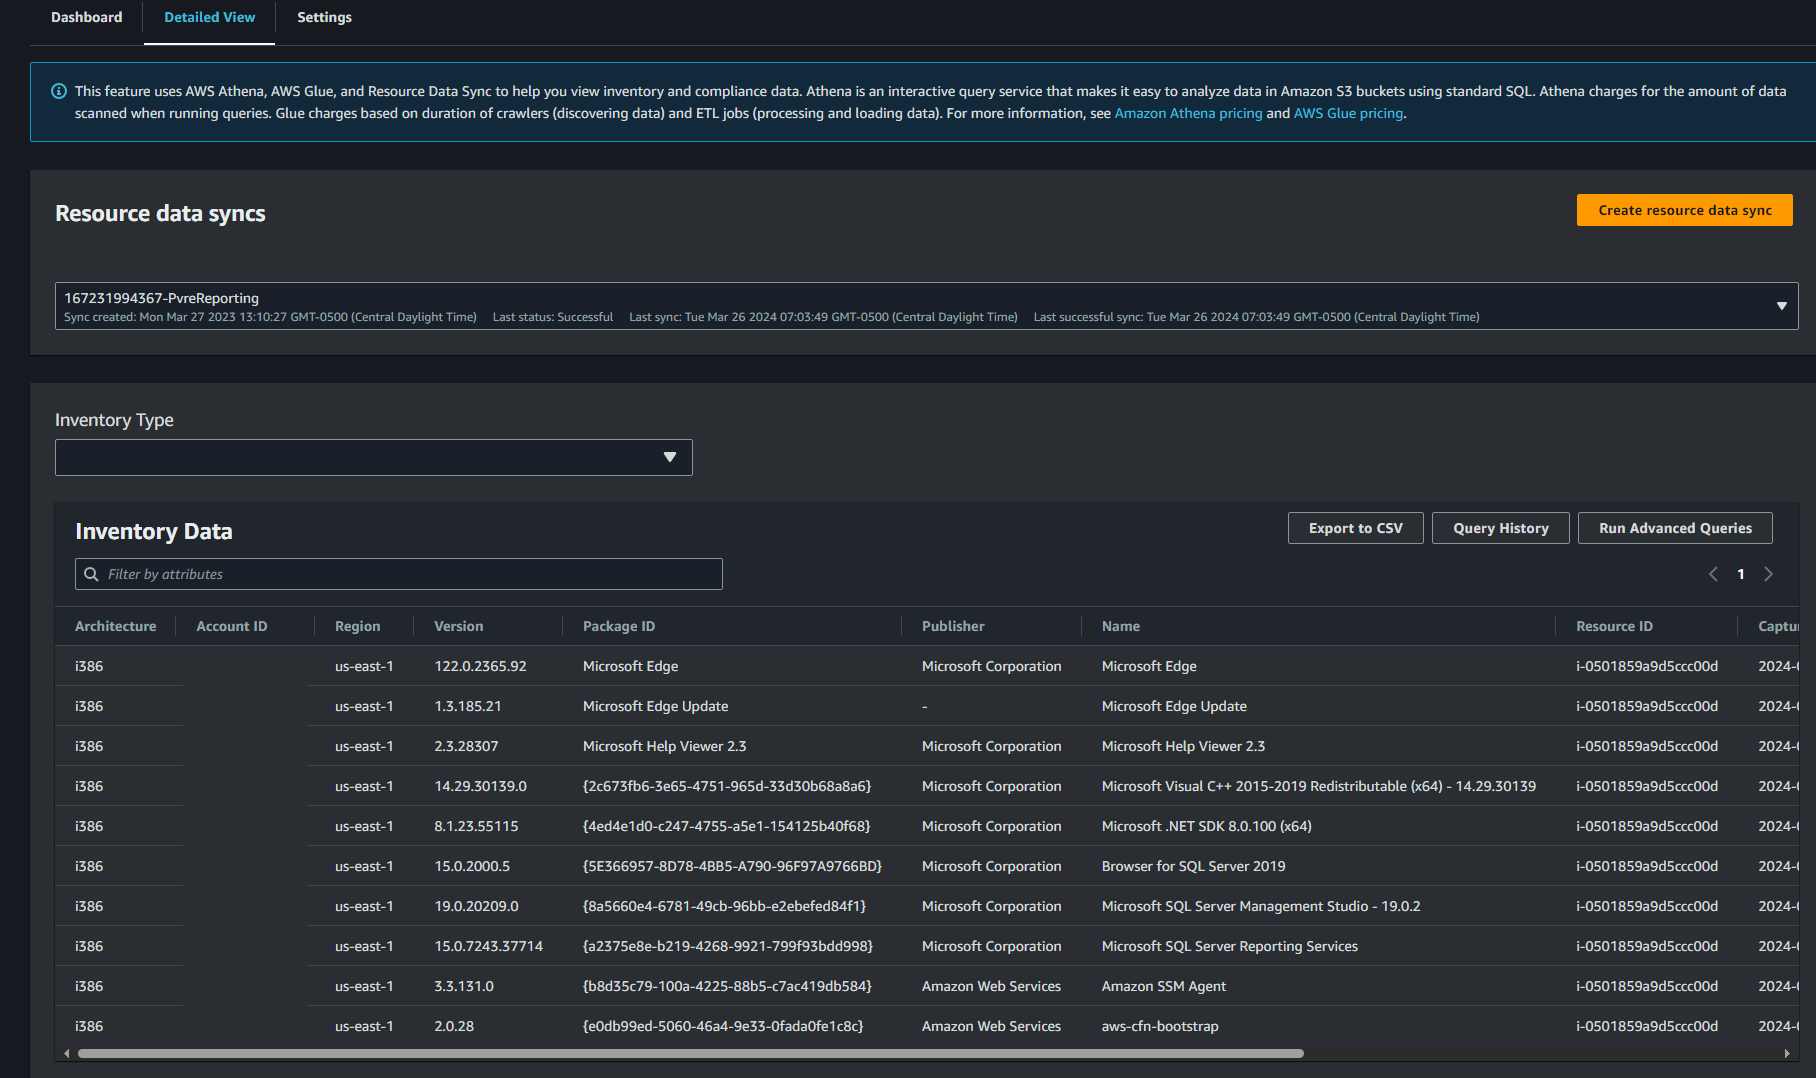 Dashboard Detailed View Settings
This feature uses AWS Athena, AWS Glue, and Resource Data Sync to help you view inventory and compliance data. Athena is an interactive query service that makes it easy to analyze data in Amazon S3 buckets using standard SQL. Athena charges for the amount of data
scanned when running queries. Glue charges based on duration of crawlers (discovering data) and ETL jobs (processing and loading data). For more information, see Amazon Athena pricing and AWS Glue pricing.
Resource data syncs Create resource data sync
167231994367-PvreReporting
Sync created: Mon Mar 27 2023 13:10:27 GMT-0500 (Central Daylight Time) Last status: Successful Last sync: Tue Mar 26 2024 07:03:49 GMT-0500 (Central Daylight Time) Last successful sync: Tue Mar 26 2024 07:03:49 GMT-0500 (Central Daylight Time)
Inventory Type
Inventory Data Export to CSV Query History Run Advanced Queries
Filter by attributes 1
Architecture Account ID Region Version Package ID Publisher Name Resource ID Captu
i386 us-east-1 122.0.2365.92 Microsoft Edge Microsoft Corporation Microsoft Edge i-0501859a9d5ccc00d 2024-
i386 us-east-1 1.3.185.21 Microsoft Edge Update - Microsoft Edge Update i-0501859a9d5ccc00d 2024-
i386 us-east-1 2.3.28307 Microsoft Help Viewer 2.3 Microsoft Corporation Microsoft Help Viewer 2.3 i-0501859a9d5ccc00d 2024-
i386 us-east-1 14.29.30139.0 {2c673fb6-3e65-4751-965d-33d30b68a8a6} Microsoft Corporation Microsoft Visual C++ 2015-2019 Redistributable (x64) - 14.29.30139 i-0501859a9d5ccc00d 2024-
i386 us-east-1 8.1.23.55115 {4ed4e1d0-c247-4755-a5e1-154125b40f68} Microsoft Corporation Microsoft .NET SDK 8.0.100 (x64) i-0501859a9d5ccc00d 2024-
i386 us-east-1 15.0.2000.5 {5E366957-8D78-4BB5-A790-96F97A9766BD} Microsoft Corporation Browser for SQL Server 2019 i-0501859a9d5ccc00d 2024-
i386 us-east-1 19.0.20209.0 {8a5660e4-6781-49cb-96bb-e2ebefed84f1} Microsoft Corporation Microsoft SQL Server Management Studio - 19.0.2 i-0501859a9d5ccc00d 2024-
i386 us-east-1 15.0.7243.37714 {a2375e8e-b219-4268-9921-799f93bdd998} Microsoft Corporation Microsoft SQL Server Reporting Services i-0501859a9d5ccc00d 2024-
i386 us-east-1 3.3.131.0 {b8d35c79-100a-4225-88b5-c7ac419db584} Amazon Web Services Amazon SSM Agent i-0501859a9d5ccc00d 2024-
i386 us-east-1 2.0.28 {e0db99ed-5060-46a4-9e33-0fada0fe1c8c} Amazon Web Services aws-cfn-bootstrap i-0501859a9d5ccc00d 2024-